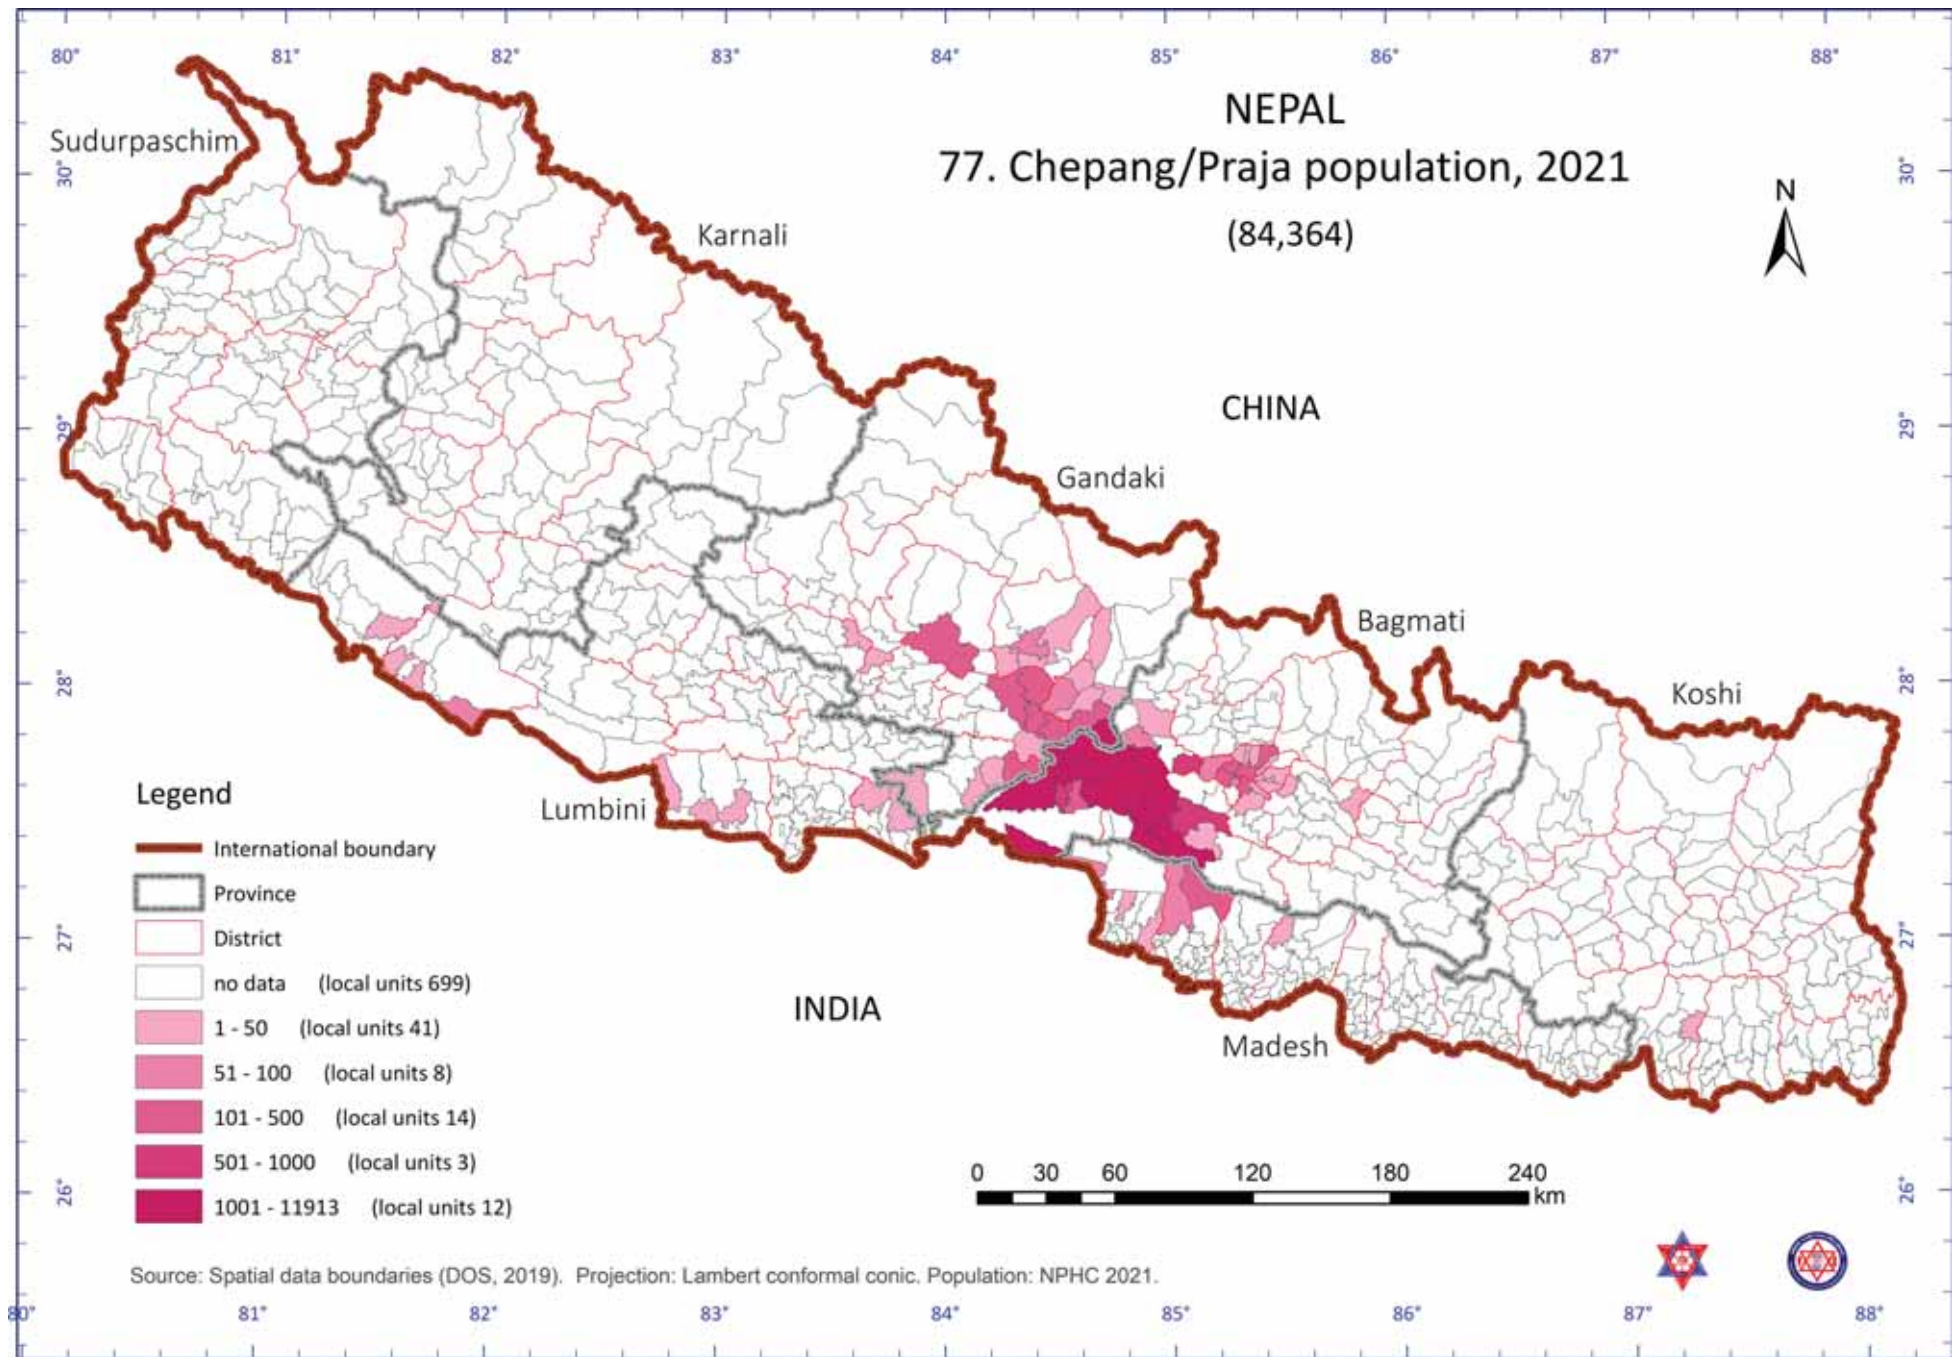 80° 81° 82° 83° 84° 85° 86° 87° 88°
NEPAL
77. Chepang/Praja population, 2021
(84,364)
N
Sudurpaschim
30° 30°
Karnali
CHINA
29° 29°
Gandaki
Bagmati
28° 28°
Koshi
Lumbini
Legend
International boundary
Province
District
no data (local units 699)
1 - 50 (local units 41)
51 - 100 (local units 8)
101 - 500 (local units 14)
501 - 1000 (local units 3)
1001 - 11913 (local units 12)
27° 27°
INDIA
Madesh
0 30 60 120 180 240
km
26° 26°
Source: Spatial data boundaries (DOS, 2019). Projection: Lambert conformal conic. Population: NPHC 2021.
80° 81° 82° 83° 84° 85° 86° 87° 88°